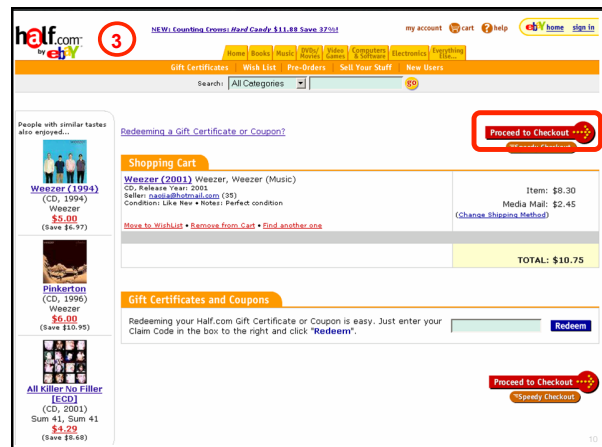 half.com
by ebY
3
NEW: Counting Crows: Hard Candy $11.88 Save 37%!
my account cart ? help ebY home sign in
Home Books Music DVDs/ Movies Video Games Computers & Software Electronics Everything Else...
Gift Certificates Wish List Pre-Orders Sell Your Stuff New Users
Search: All Categories go
People with similar tastes
also enjoyed...
Weezer (1994)
(CD, 1994)
Weezer
$5.00
(Save $6.97)
Pinkerton
(CD, 1996)
Weezer
$6.00
(Save $10.95)
All Killer No Filler
[ECD]
(CD, 2001)
Sum 41, Sum 41
$4.29
(Save $8.68)
Redeeming a Gift Certificate or Coupon?
Proceed to Checkout
Speedy Checkout
Shopping Cart
Weezer (2001) Weezer, Weezer (Music)
CD, Release Year: 2001
Seller: naojia@hotmail.com (35)
Condition: Like New • Notes: Perfect condition
Move to WishList • Remove from Cart • Find another one
Item: $8.30
Media Mail: $2.45
(Change Shipping Method)
TOTAL: $10.75
Gift Certificates and Coupons
Redeeming your Half.com Gift Certificate or Coupon is easy. Just enter your
Claim Code in the box to the right and click "Redeem".
Redeem
Proceed to Checkout
Speedy Checkout
10